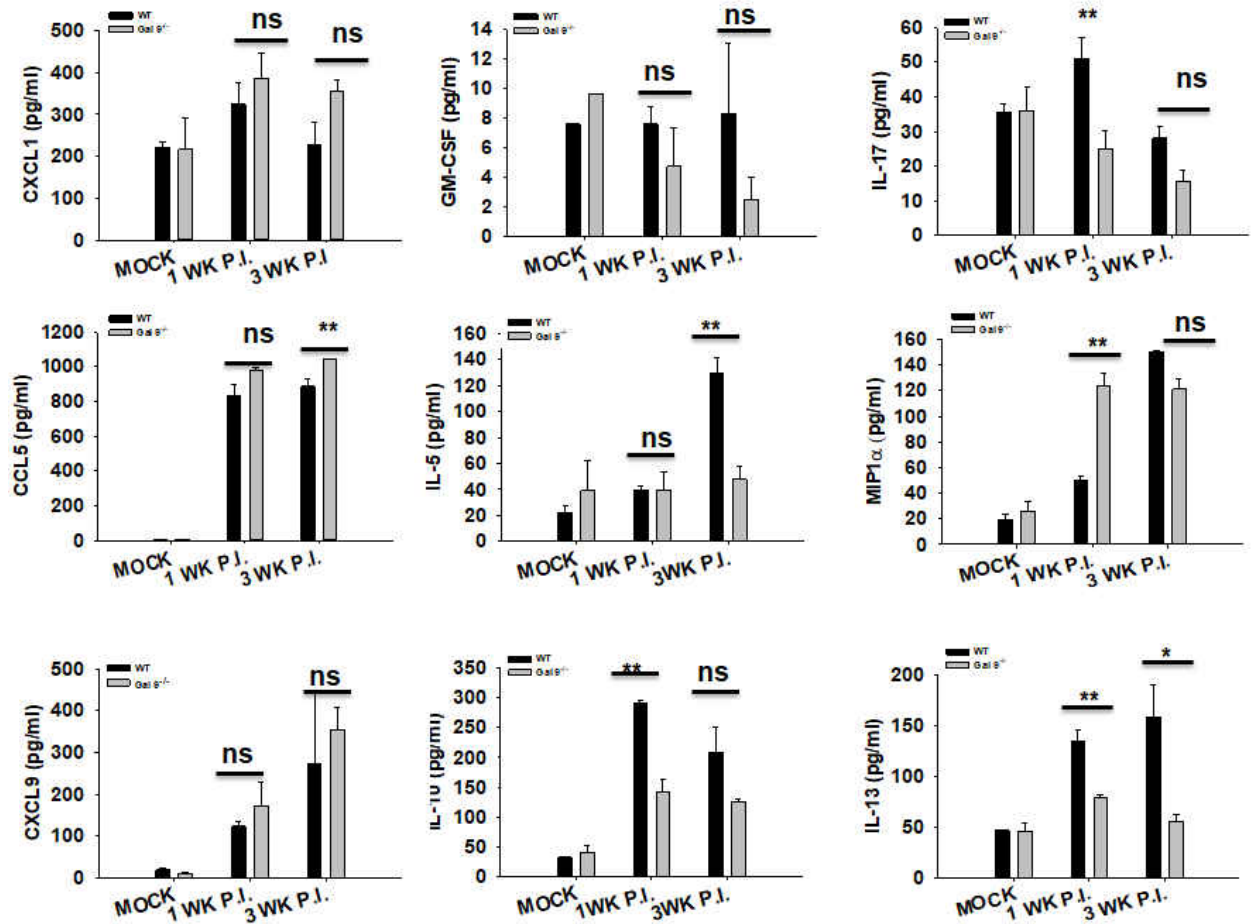 WT
Gal 9-/-
ns
ns
CXCL1 (pg/ml)
500
400
300
200
100
0
MOCK
1 WK P.I.
3 WK P.I
WT
Gal 9-/-
ns
ns
GM-CSF (pg/ml)
14
12
10
8
6
4
2
0
MOCK
1 WK P.I.
3 WK P.I.
WT
Gal 9-/-
**
ns
IL-17 (pg/ml)
60
50
40
30
20
10
0
MOCK
1 WK P.I.
3 WK P.I.
WT
Gal 9-/-
ns
**
CCL5 (pg/ml)
1200
1000
800
600
400
200
0
MOCK
1 WK P.I.
3 WK P.I.
WT
Gal 9-/-
**
ns
IL-5 (pg/ml)
160
140
120
100
80
60
40
20
0
MOCK
1 WK P.I.
3WK P.I.
WT
Gal 9-/-
**
ns
MIP1α (pg/ml)
160
140
120
100
80
60
40
20
0
MOCK
1 WK P.I.
3 WK P.I.
WT
Gal 9-/-
ns
ns
CXCL9 (pg/ml)
500
400
300
200
100
0
MOCK
1 WK P.I.
3 WK P.I.
WT
Gal 9-/-
**
ns
IL-10 (pg/ml)
350
300
250
200
150
100
50
0
MOCK
1WK P.I.
3WK P.I.
WT
Gal 9-/-
**
*
IL-13 (pg/ml)
200
150
100
50
0
MOCK
1 WK P.I.
3 WK P.I.